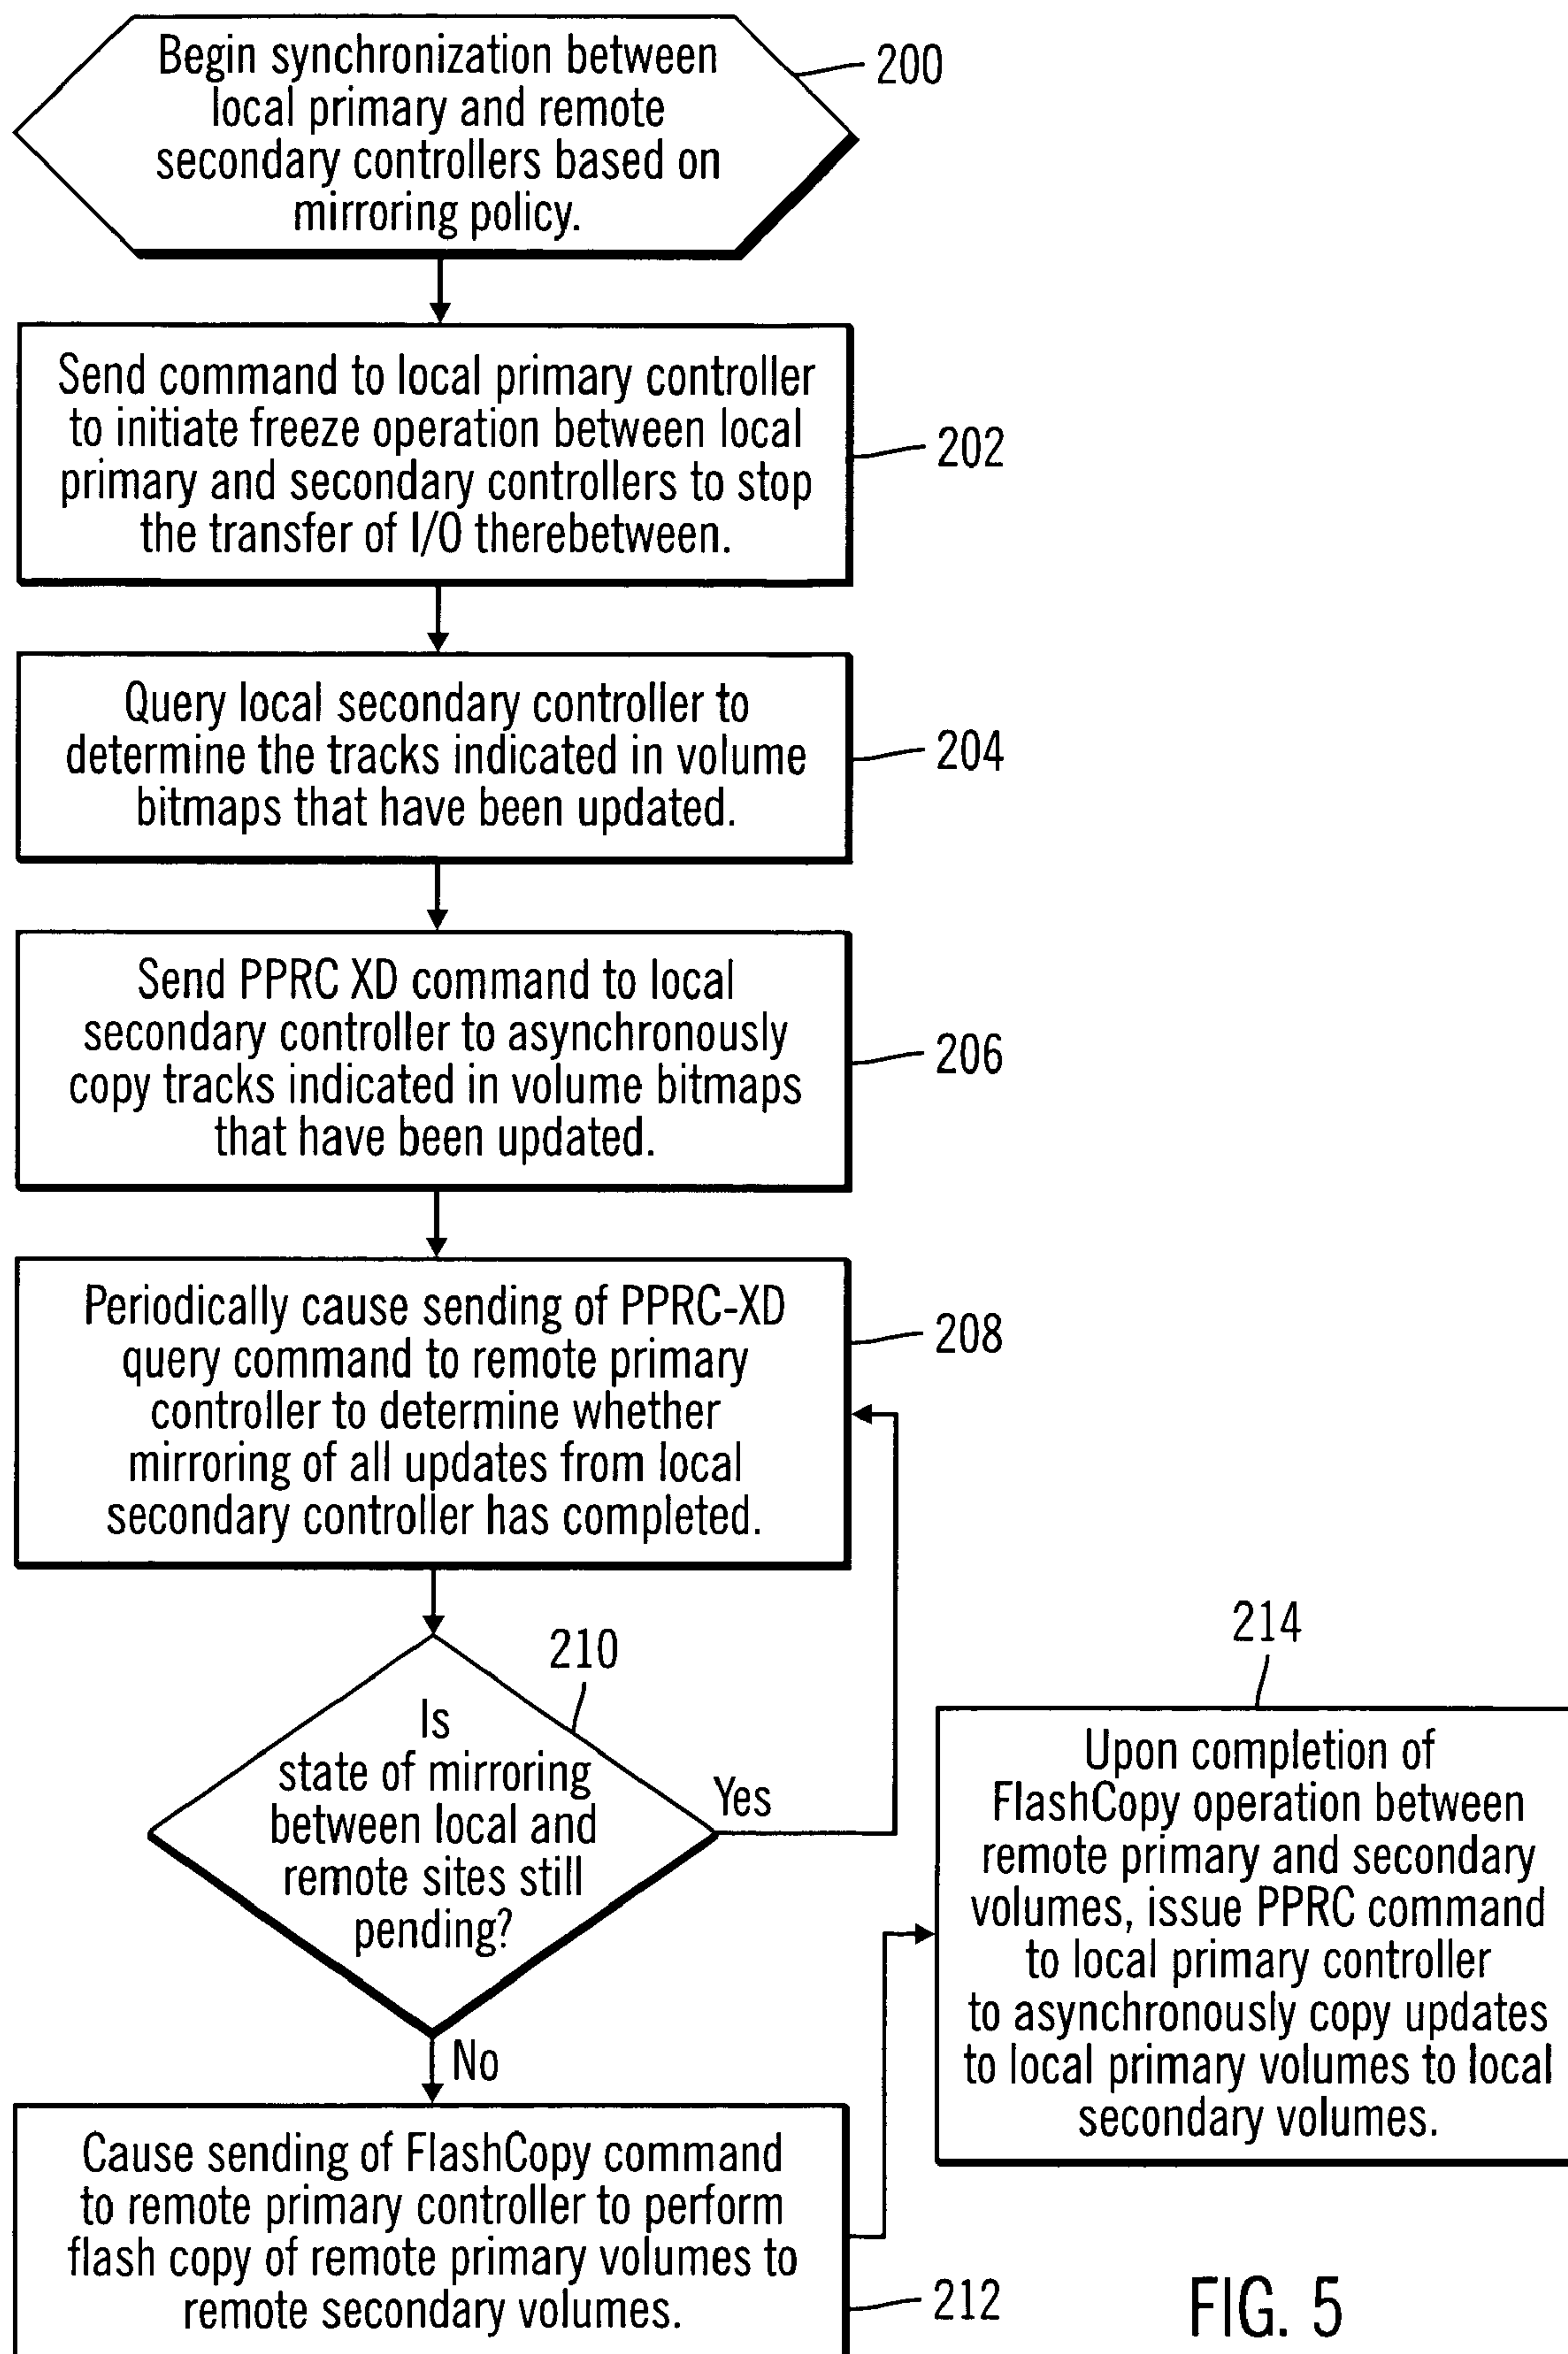 Begin synchronization between
local primary and remote
secondary controllers based on
mirroring policy.
200
Send command to local primary controller
to initiate freeze operation between local
primary and secondary controllers to stop
the transfer of I/O therebetween.
202
Query local secondary controller to
determine the tracks indicated in volume
bitmaps that have been updated.
204
Send PPRC XD command to local
secondary controller to asynchronously
copy tracks indicated in volume bitmaps
that have been updated.
206
Periodically cause sending of PPRC-XD
query command to remote primary
controller to determine whether
mirroring of all updates from local
secondary controller has completed.
208
210
Is
state of mirroring
between local and
remote sites still
pending?
Yes
No
Cause sending of FlashCopy command
to remote primary controller to perform
flash copy of remote primary volumes to
remote secondary volumes.
212
214
Upon completion of
FlashCopy operation between
remote primary and secondary
volumes, issue PPRC command
to local primary controller
to asynchronously copy updates
to local primary volumes to local
secondary volumes.
FIG. 5